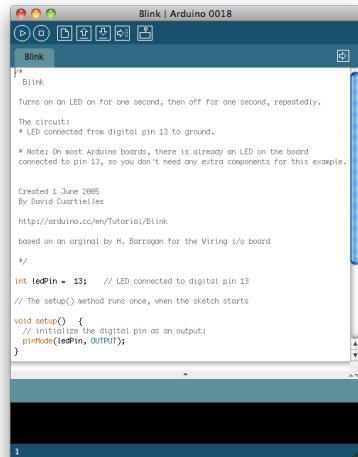 Blink | Arduino 0018
Blink
/*
Blink
Turns on an LED on for one second, then off for one second, repeatedly.
The circuit:
* LED connected from digital pin 13 to ground.
* Note: On most Arduino boards, there is already an LED on the board
connected to pin 13, so you don't need any extra components for this example.
Created 1 June 2005
By David Cuartielles
http://arduino.cc/en/Tutorial/Blink
based on an orginal by H. Barragan for the Wiring i/o board
*/
int ledPin =  13;    // LED connected to digital pin 13
// The setup() method runs once, when the sketch starts
void setup()   {
// initialize the digital pin as an output:
pinMode(ledPin, OUTPUT);
}
1